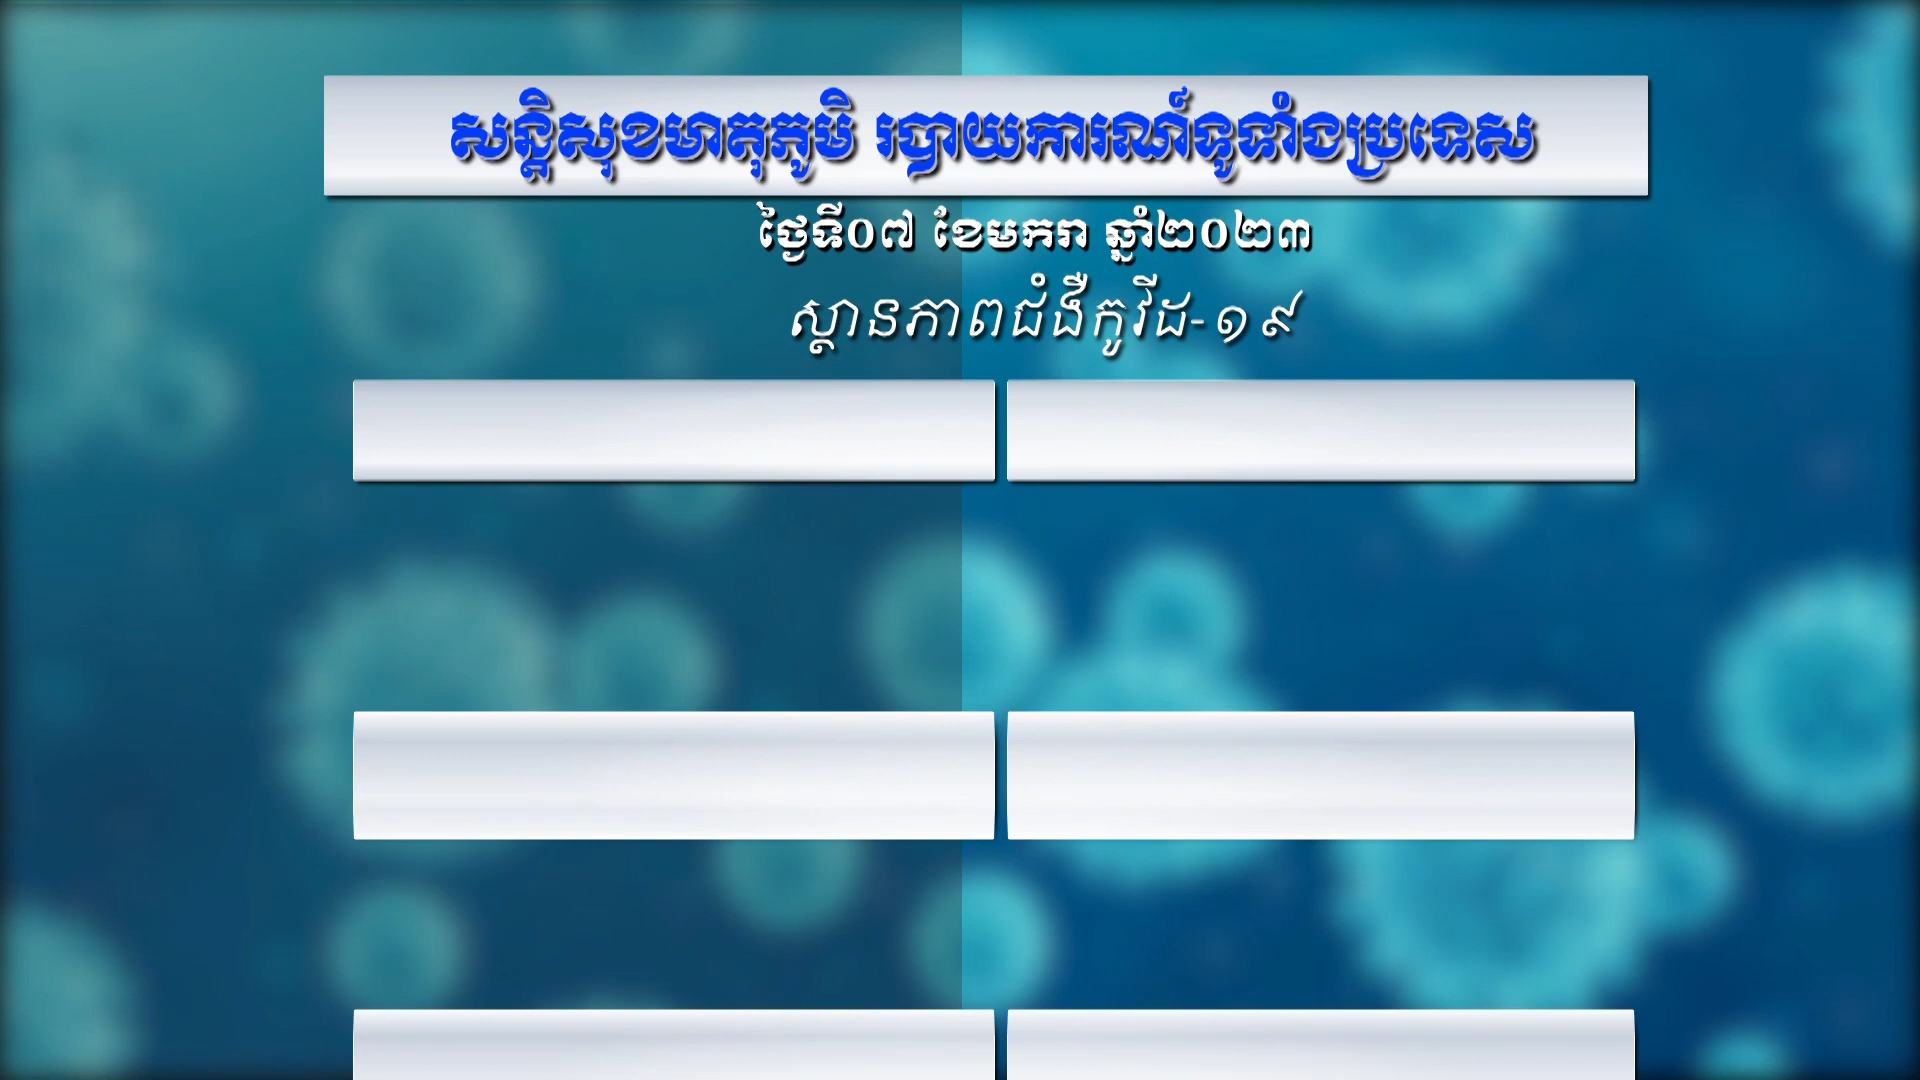 សន្តិសុខមាតុភូមិ របាយការណ៍ទូទាំងប្រទេស
ថ្ងៃទី០៧ ខែមករា ឆ្នាំ២០២៣
ស្ថានភាពជំងឺកូវីដ-១៩